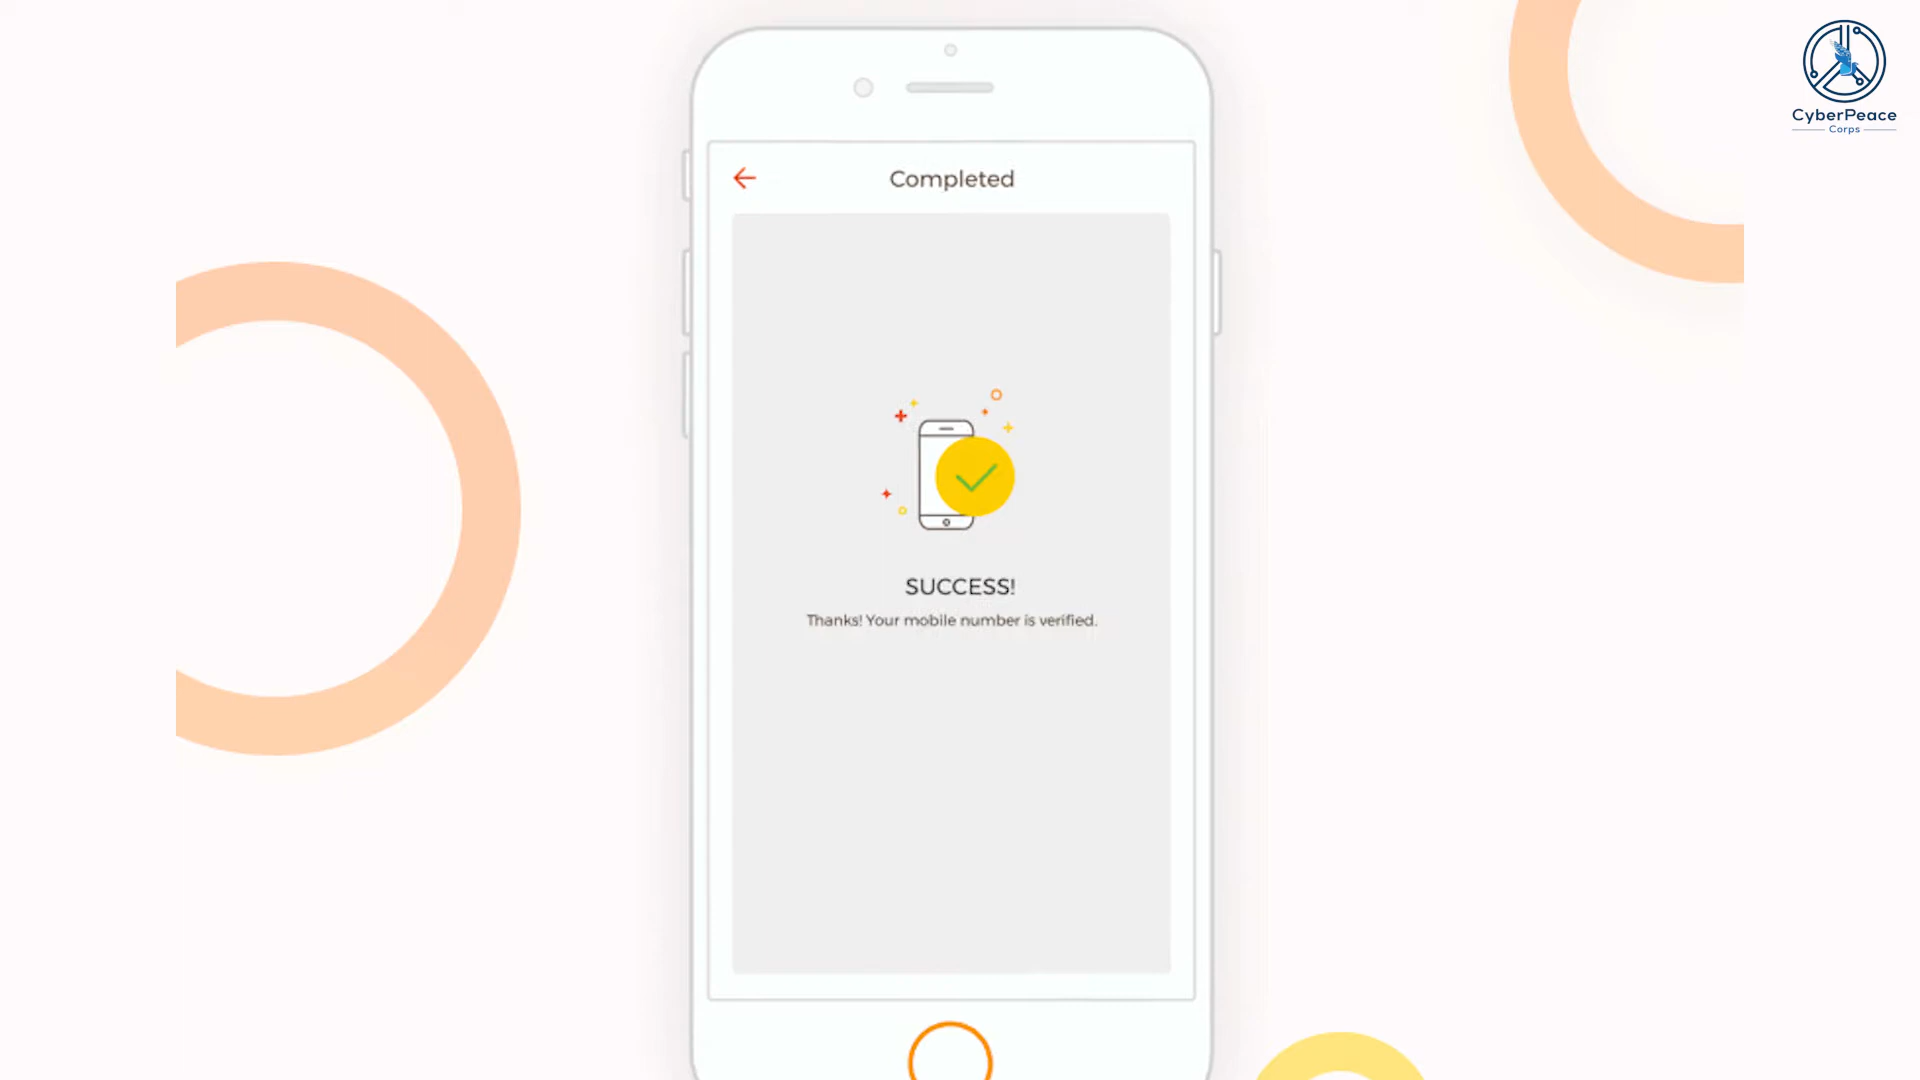 CyberPeace
Corps
Completed
SUCCESS!
Thanks! Your mobile number is verified.